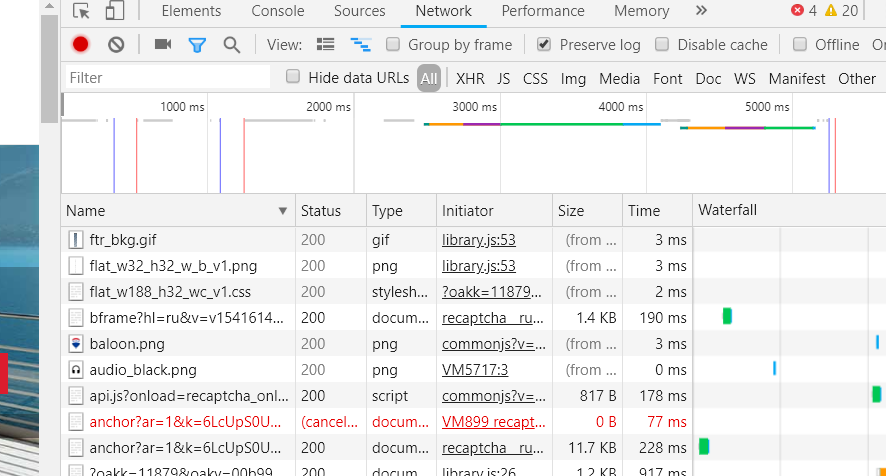 Elements Console Sources Network Performance Memory » 4 20
View: Group by frame Preserve log Disable cache Offline On
Filter Hide data URLs All XHR JS CSS Img Media Font Doc WS Manifest Other
1000 ms 2000 ms 3000 ms 4000 ms 5000 ms
Name Status Type Initiator Size Time Waterfall
ftr_bkg.gif 200 gif library.js:53 (from ... 3 ms
flat_w32_h32_w_b_v1.png 200 png library.js:53 (from ... 3 ms
flat_w188_h32_wc_v1.css 200 stylesh... ?oakk=11879... (from ... 2 ms
bframe?hl=ru&v=v1541614... 200 docum... recaptcha__ru... 1.4 KB 190 ms
baloon.png 200 png commonjs?v=... (from ... 3 ms
audio_black.png 200 png VM5717:3 (from ... 0 ms
api.js?onload=recaptcha_onl... 200 script commonjs?v=... 817 B 178 ms
anchor?ar=1&k=6LcUpS0U... (cancel... docum... VM899 recapt... 0 B 77 ms
anchor?ar=1&k=6LcUpS0U... 200 docum... recaptcha__ru... 11.7 KB 228 ms
?oakk=11879&oakv=00b99... 200 script library.js:26 1.2 KB 917 ms